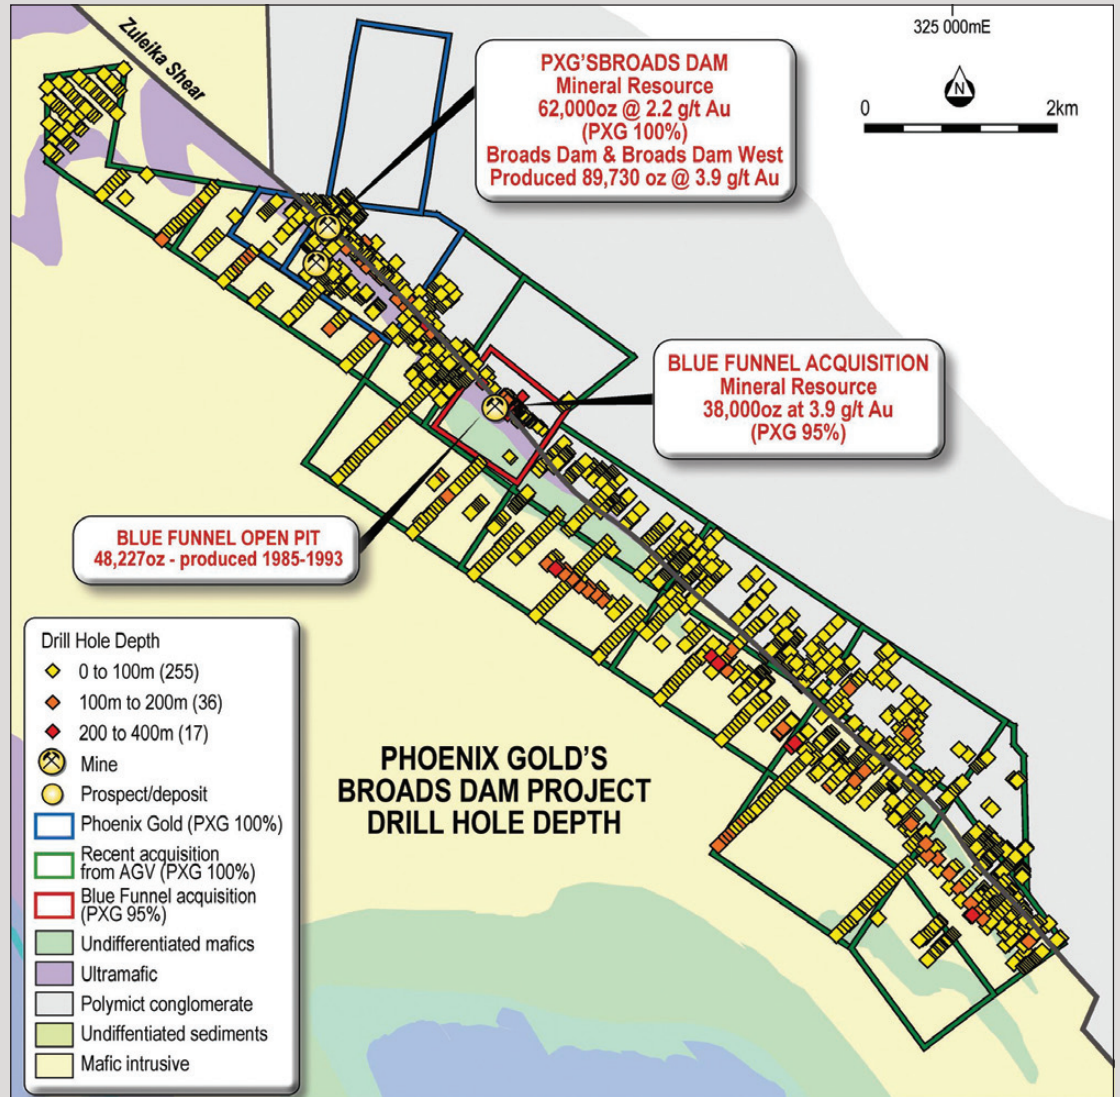 Zuleika Shear
325 000mE
N
0 2km
PXG'SBROADS DAM
Mineral Resource
62,000oz @ 2.2 g/t Au
(PXG 100%)
Broads Dam & Broads Dam West
Produced 89,730 oz @ 3.9 g/t Au
BLUE FUNNEL ACQUISITION
Mineral Resource
38,000oz at 3.9 g/t Au
(PXG 95%)
BLUE FUNNEL OPEN PIT
48,227oz - produced 1985-1993
PHOENIX GOLD'S
BROADS DAM PROJECT
DRILL HOLE DEPTH
Drill Hole Depth
0 to 100m (255)
100m to 200m (36)
200 to 400m (17)
Mine
Prospect/deposit
Phoenix Gold (PXG 100%)
Recent acquisition
from AGV (PXG 100%)
Blue Funnel acquisition
(PXG 95%)
Undifferentiated mafics
Ultramafic
Polymict conglomerate
Undiffentiated sediments
Mafic intrusive